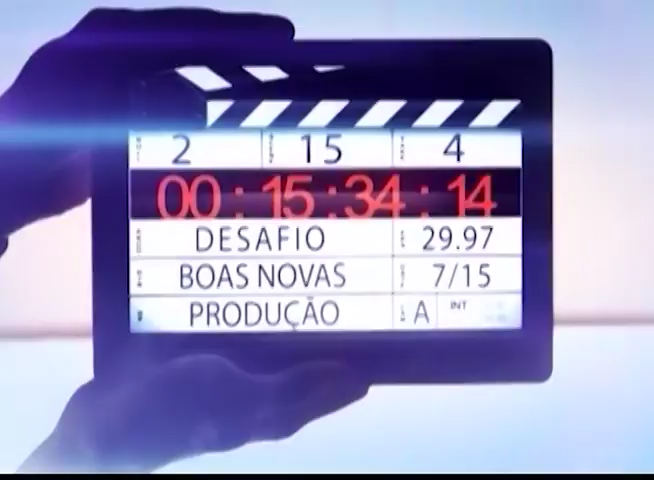 2 15 4
00:15:34:14
DESAFIO 29.97
BOAS NOVAS 7/15
PRODUÇÃO A INT